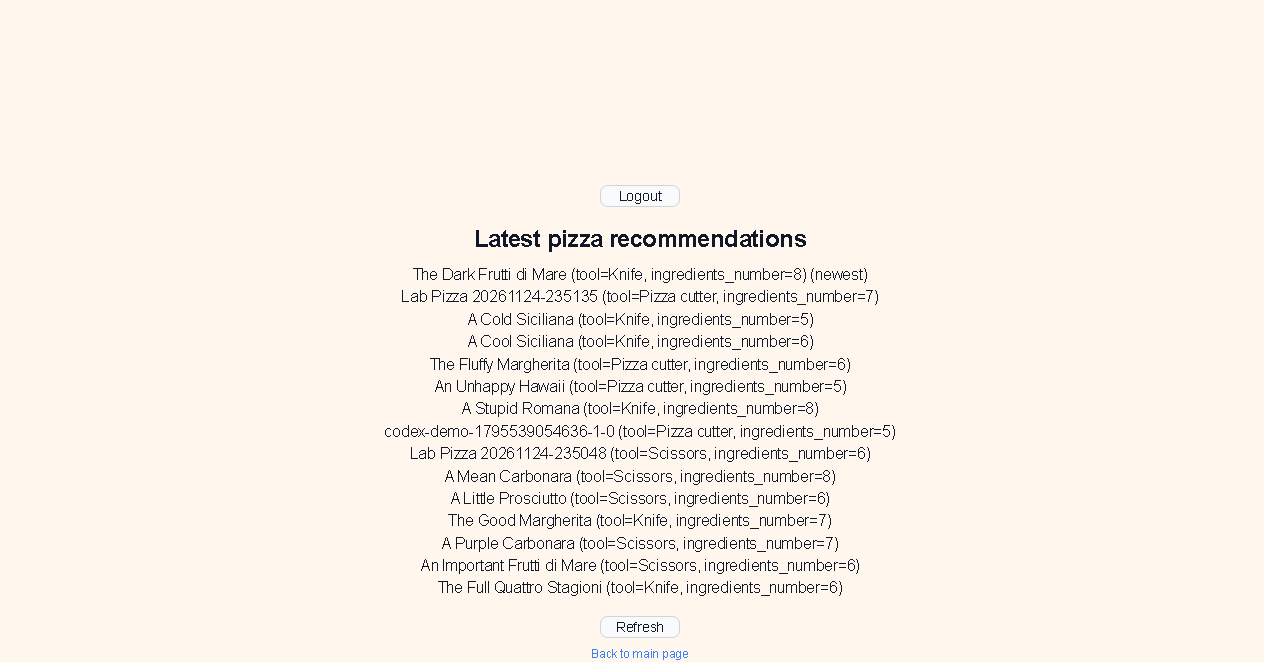 Logout
Latest pizza recommendations
The Dark Frutti di Mare (tool=Knife, ingredients_number=8) (newest)
Lab Pizza 20261124-235135 (tool=Pizza cutter, ingredients_number=7)
A Cold Siciliana (tool=Knife, ingredients_number=5)
A Cool Siciliana (tool=Knife, ingredients_number=6)
The Fluffy Margherita (tool=Pizza cutter, ingredients_number=6)
An Unhappy Hawaii (tool=Pizza cutter, ingredients_number=5)
A Stupid Romana (tool=Knife, ingredients_number=8)
codex-demo-1795539054636-1-0 (tool=Pizza cutter, ingredients_number=5)
Lab Pizza 20261124-235048 (tool=Scissors, ingredients_number=6)
A Mean Carbonara (tool=Scissors, ingredients_number=8)
A Little Prosciutto (tool=Scissors, ingredients_number=6)
The Good Margherita (tool=Knife, ingredients_number=7)
A Purple Carbonara (tool=Scissors, ingredients_number=7)
An Important Frutti di Mare (tool=Scissors, ingredients_number=6)
The Full Quattro Stagioni (tool=Knife, ingredients_number=6)
Refresh
Back to main page